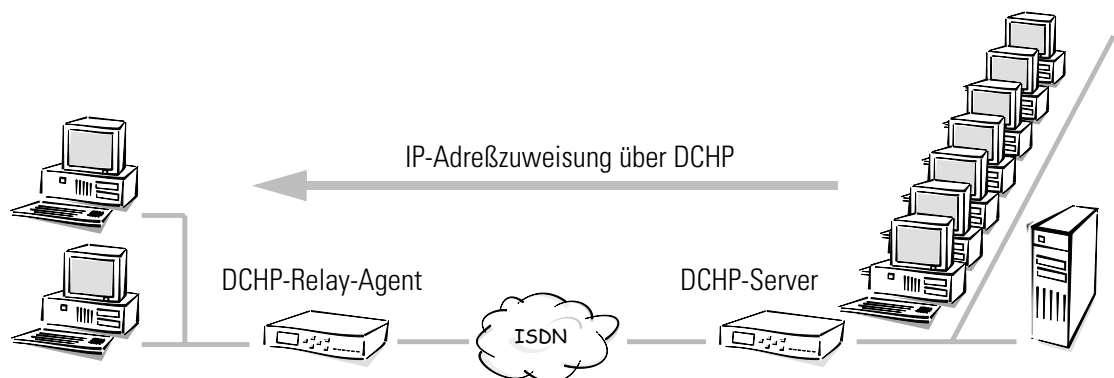 IP-Adreßzuweisung über DCHP
DCHP-Relay-Agent
DCHP-Server
ISDN